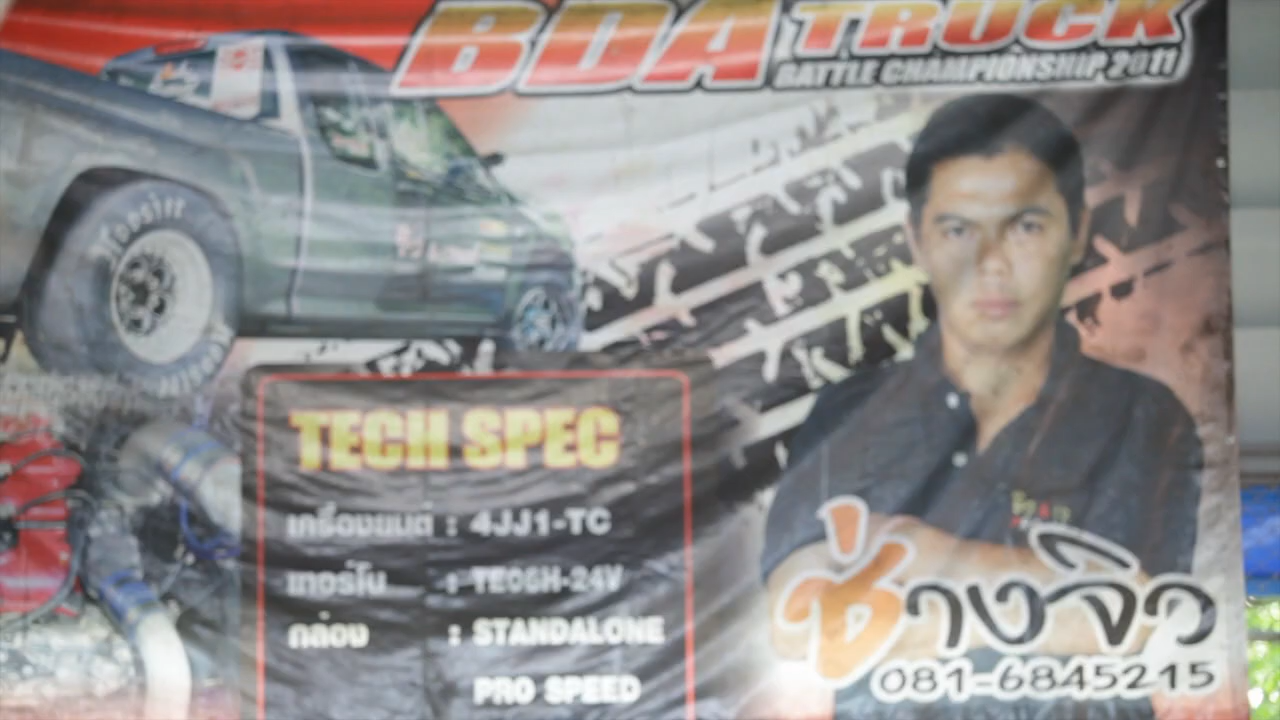 BDA TRUCK
BATTLE CHAMPIONSHIP 2011
Hoosier
TECH SPEC
เครื่องยนต์ : 4JJ1-TC
เทอร์โบ : TE06H-24V
กล่อง : STANDALONE
PRO SPEED
ช่างจิว
081-6845215